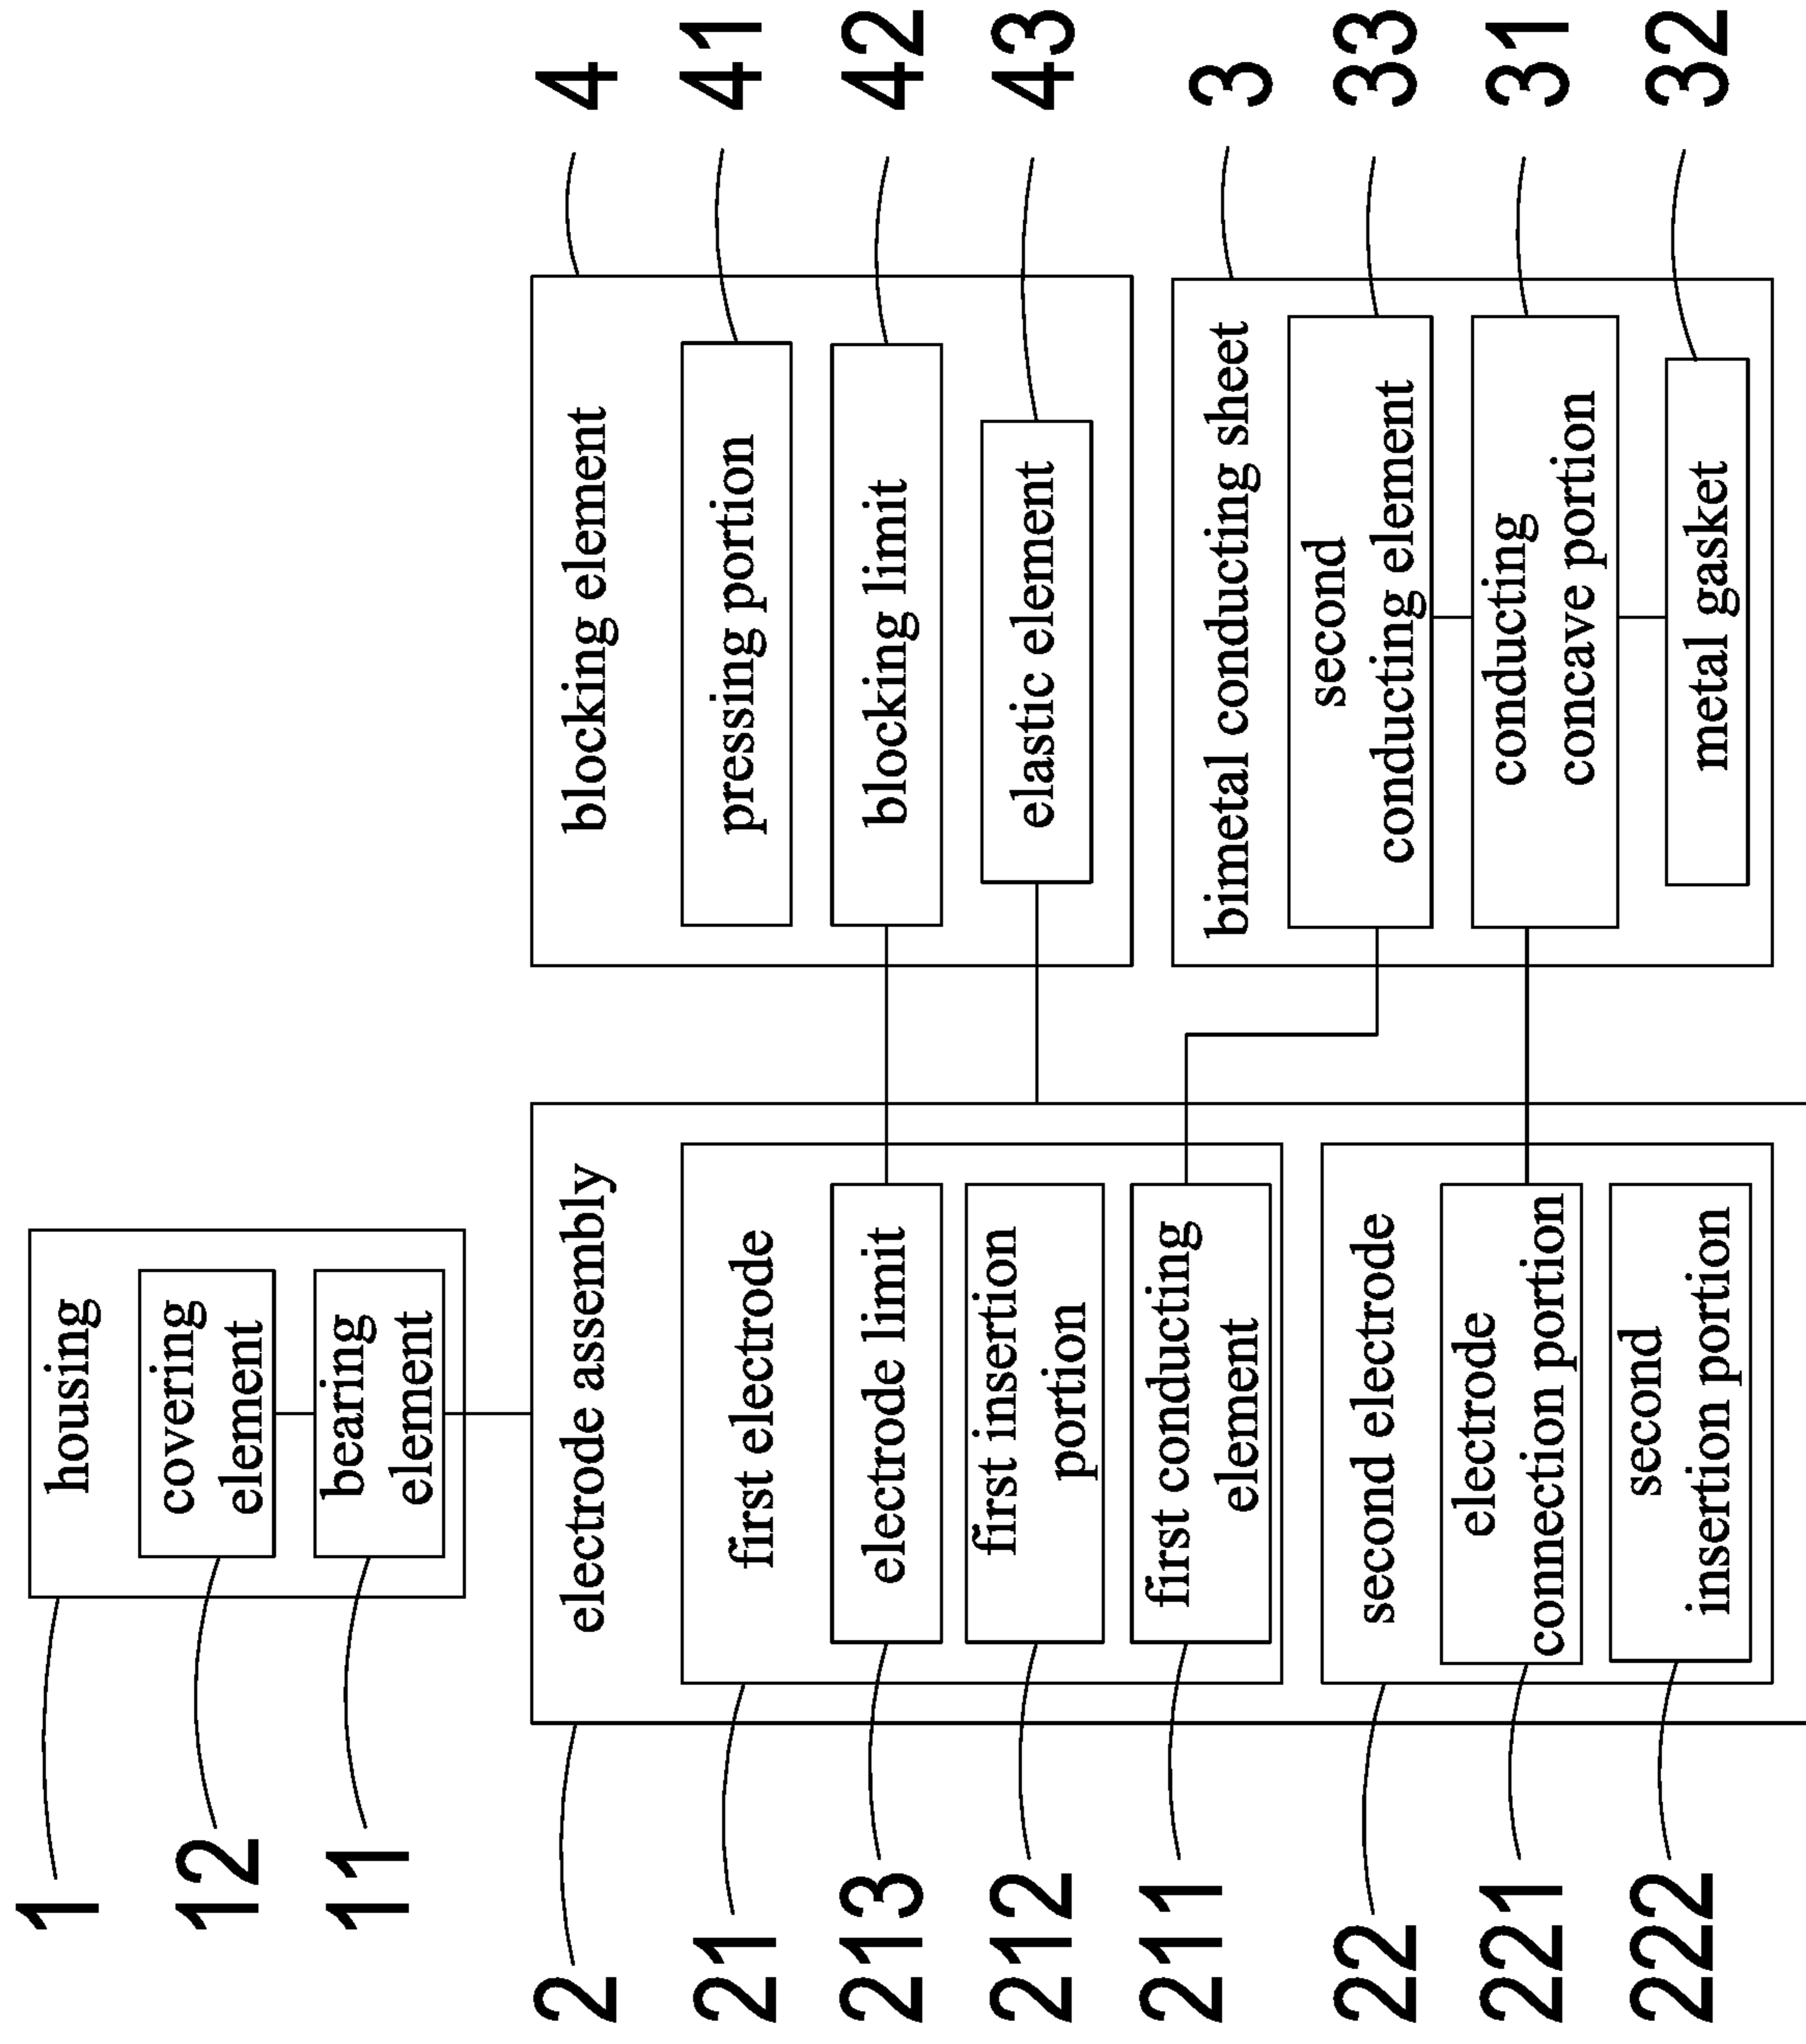 1
housing
12
covering
element
11
bearing
element
2
electrode assembly
21
first electrode
213
electrode limit
212
first insertion
portion
211
first conducting
element
22
second electrode
221
electrode
connection portion
222
second
insertion portion
4
blocking element
41
pressing portion
42
blocking limit
43
elastic element
3
bimetal conducting sheet
33
second
conducting element
31
conducting
concave portion
32
metal gasket